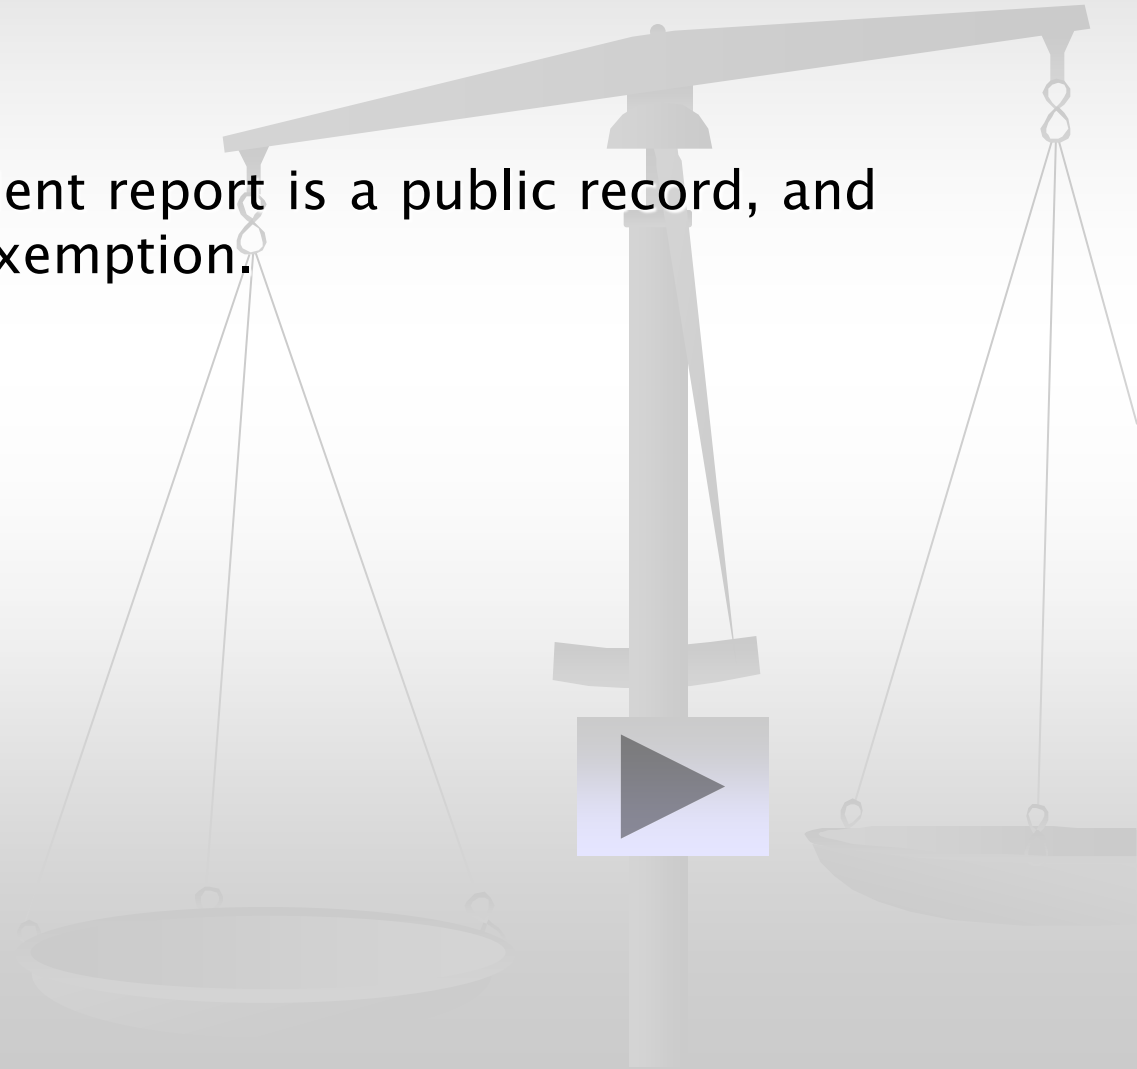 ent report is a public record, and
xemption.